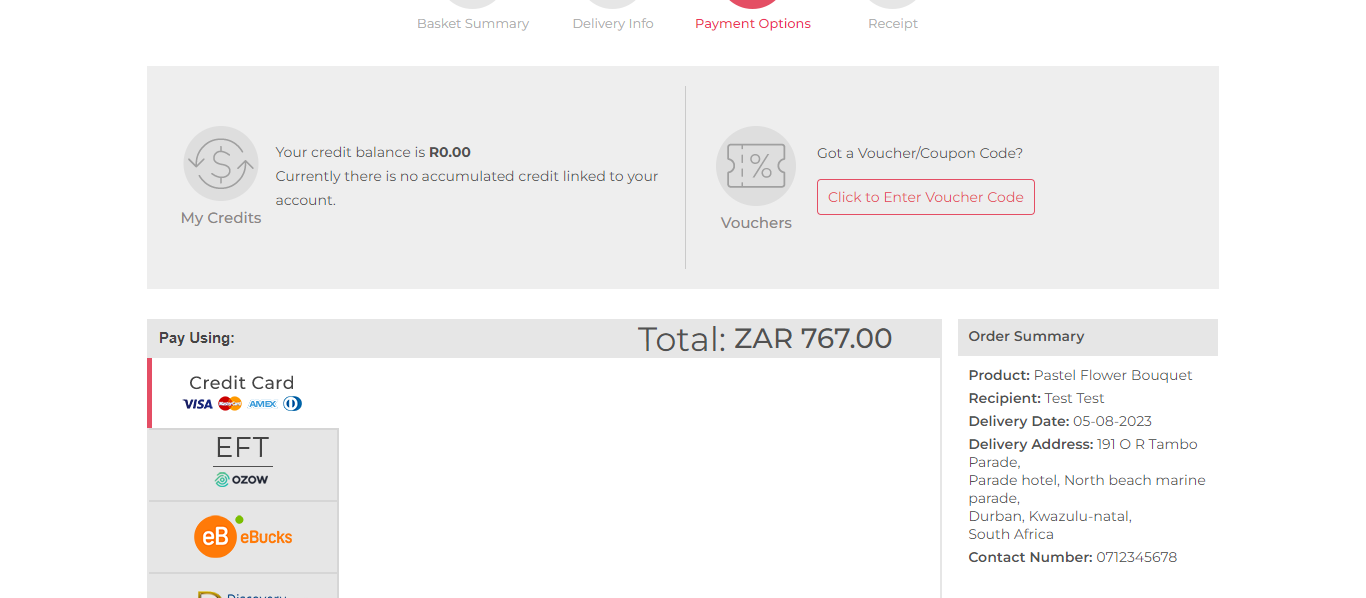 Basket Summary
Delivery Info
Payment Options
Receipt
$
My Credits
Your credit balance is R0.00
Currently there is no accumulated credit linked to your
account.
%
Vouchers
Got a Voucher/Coupon Code?
Click to Enter Voucher Code
Pay Using:
Total: ZAR 767.00
Credit Card
VISA MasterCard AMEX
EFT
OZOW
eB eBucks
Discovery
Order Summary
Product: Pastel Flower Bouquet
Recipient: Test Test
Delivery Date: 05-08-2023
Delivery Address: 191 O R Tambo
Parade,
Parade hotel, North beach marine
parade,
Durban, Kwazulu-natal,
South Africa
Contact Number: 0712345678